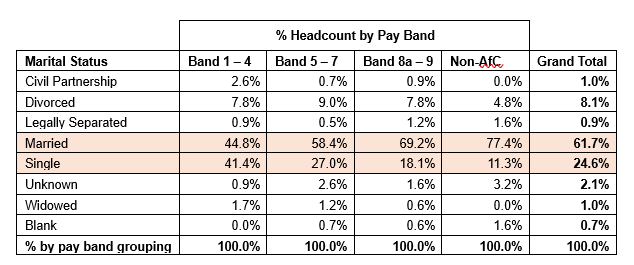 % Headcount by Pay Band
Marital Status Band 1 – 4 Band 5 – 7 Band 8a – 9 Non-AfC Grand Total
Civil Partnership 2.6% 0.7% 0.9% 0.0% 1.0%
Divorced 7.8% 9.0% 7.8% 4.8% 8.1%
Legally Separated 0.9% 0.5% 1.2% 1.6% 0.9%
Married 44.8% 58.4% 69.2% 77.4% 61.7%
Single 41.4% 27.0% 18.1% 11.3% 24.6%
Unknown 0.9% 2.6% 1.6% 3.2% 2.1%
Widowed 1.7% 1.2% 0.6% 0.0% 1.0%
Blank 0.0% 0.7% 0.6% 1.6% 0.7%
% by pay band grouping 100.0% 100.0% 100.0% 100.0% 100.0%